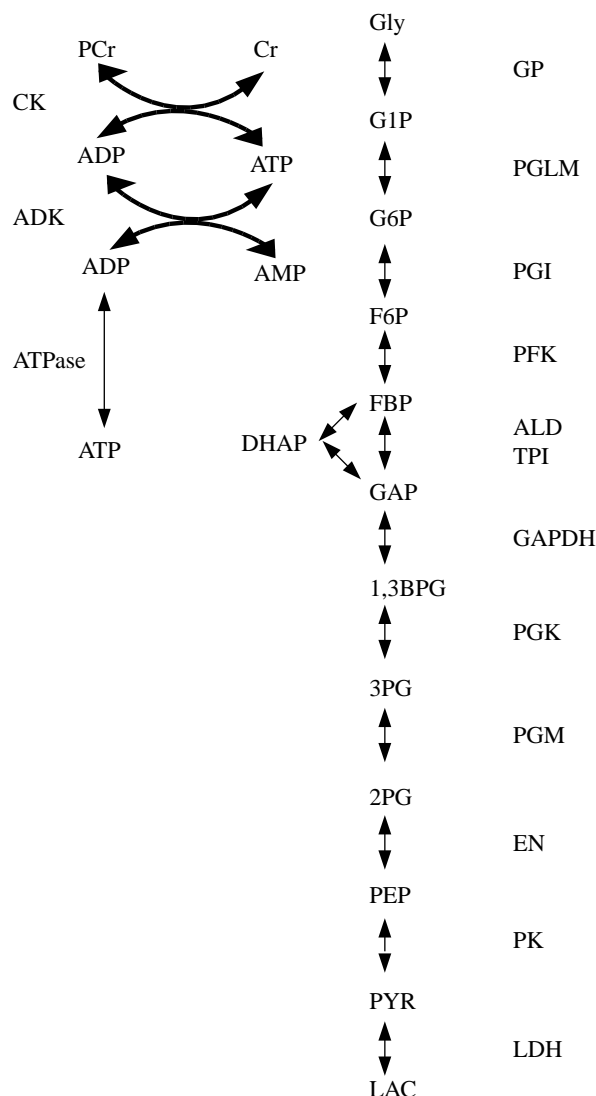 PCr Cr
CK
ADP ATP
ADK
ADP AMP
ATPase
ATP
Gly
GP
G1P
PGLM
G6P
PGI
F6P
PFK
FBP
DHAP
ALD
TPI
GAP
GAPDH
1,3BPG
PGK
3PG
PGM
2PG
EN
PEP
PK
PYR
LDH
LAC